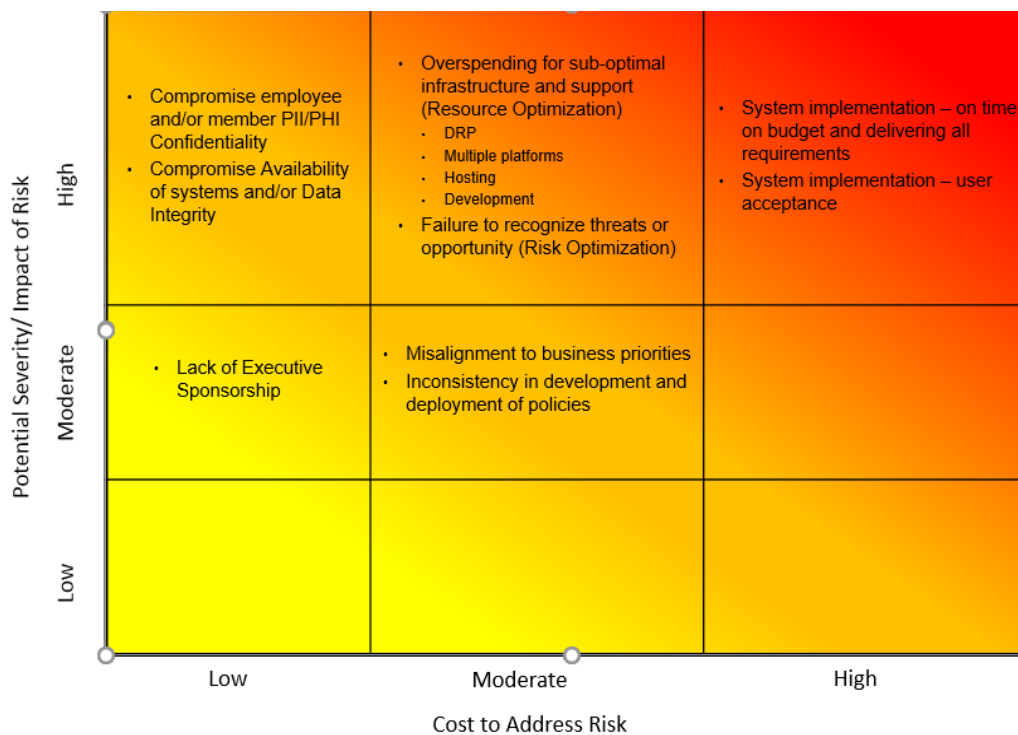 Potential Severity/ Impact of Risk
High
Moderate
Low
• Compromise employee
and/or member PII/PHI
Confidentiality
• Compromise Availability
of systems and/or Data
Integrity
• Overspending for sub-optimal
infrastructure and support
(Resource Optimization)
• DRP
• Multiple platforms
• Hosting
• Development
• Failure to recognize threats or
opportunity (Risk Optimization)
• System implementation – on time
on budget and delivering all
requirements
• System implementation – user
acceptance
• Lack of Executive
Sponsorship
• Misalignment to business priorities
• Inconsistency in development and
deployment of policies
Low
Moderate
High
Cost to Address Risk